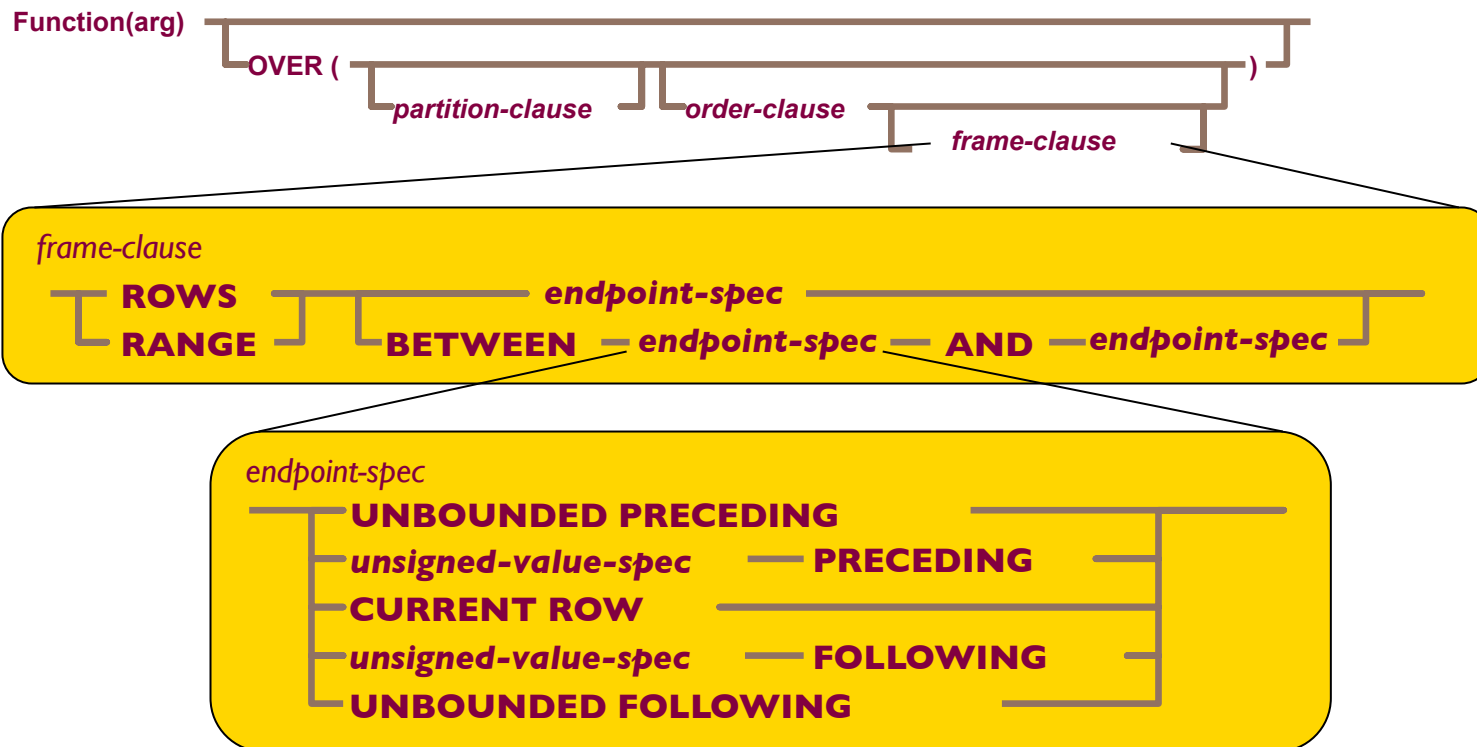 Function(arg)
OVER ( )
partition-clause order-clause
frame-clause
frame-clause
ROWS endpoint-spec
RANGE BETWEEN endpoint-spec AND endpoint-spec
endpoint-spec
UNBOUNDED PRECEDING
unsigned-value-spec PRECEDING
CURRENT ROW
unsigned-value-spec FOLLOWING
UNBOUNDED FOLLOWING